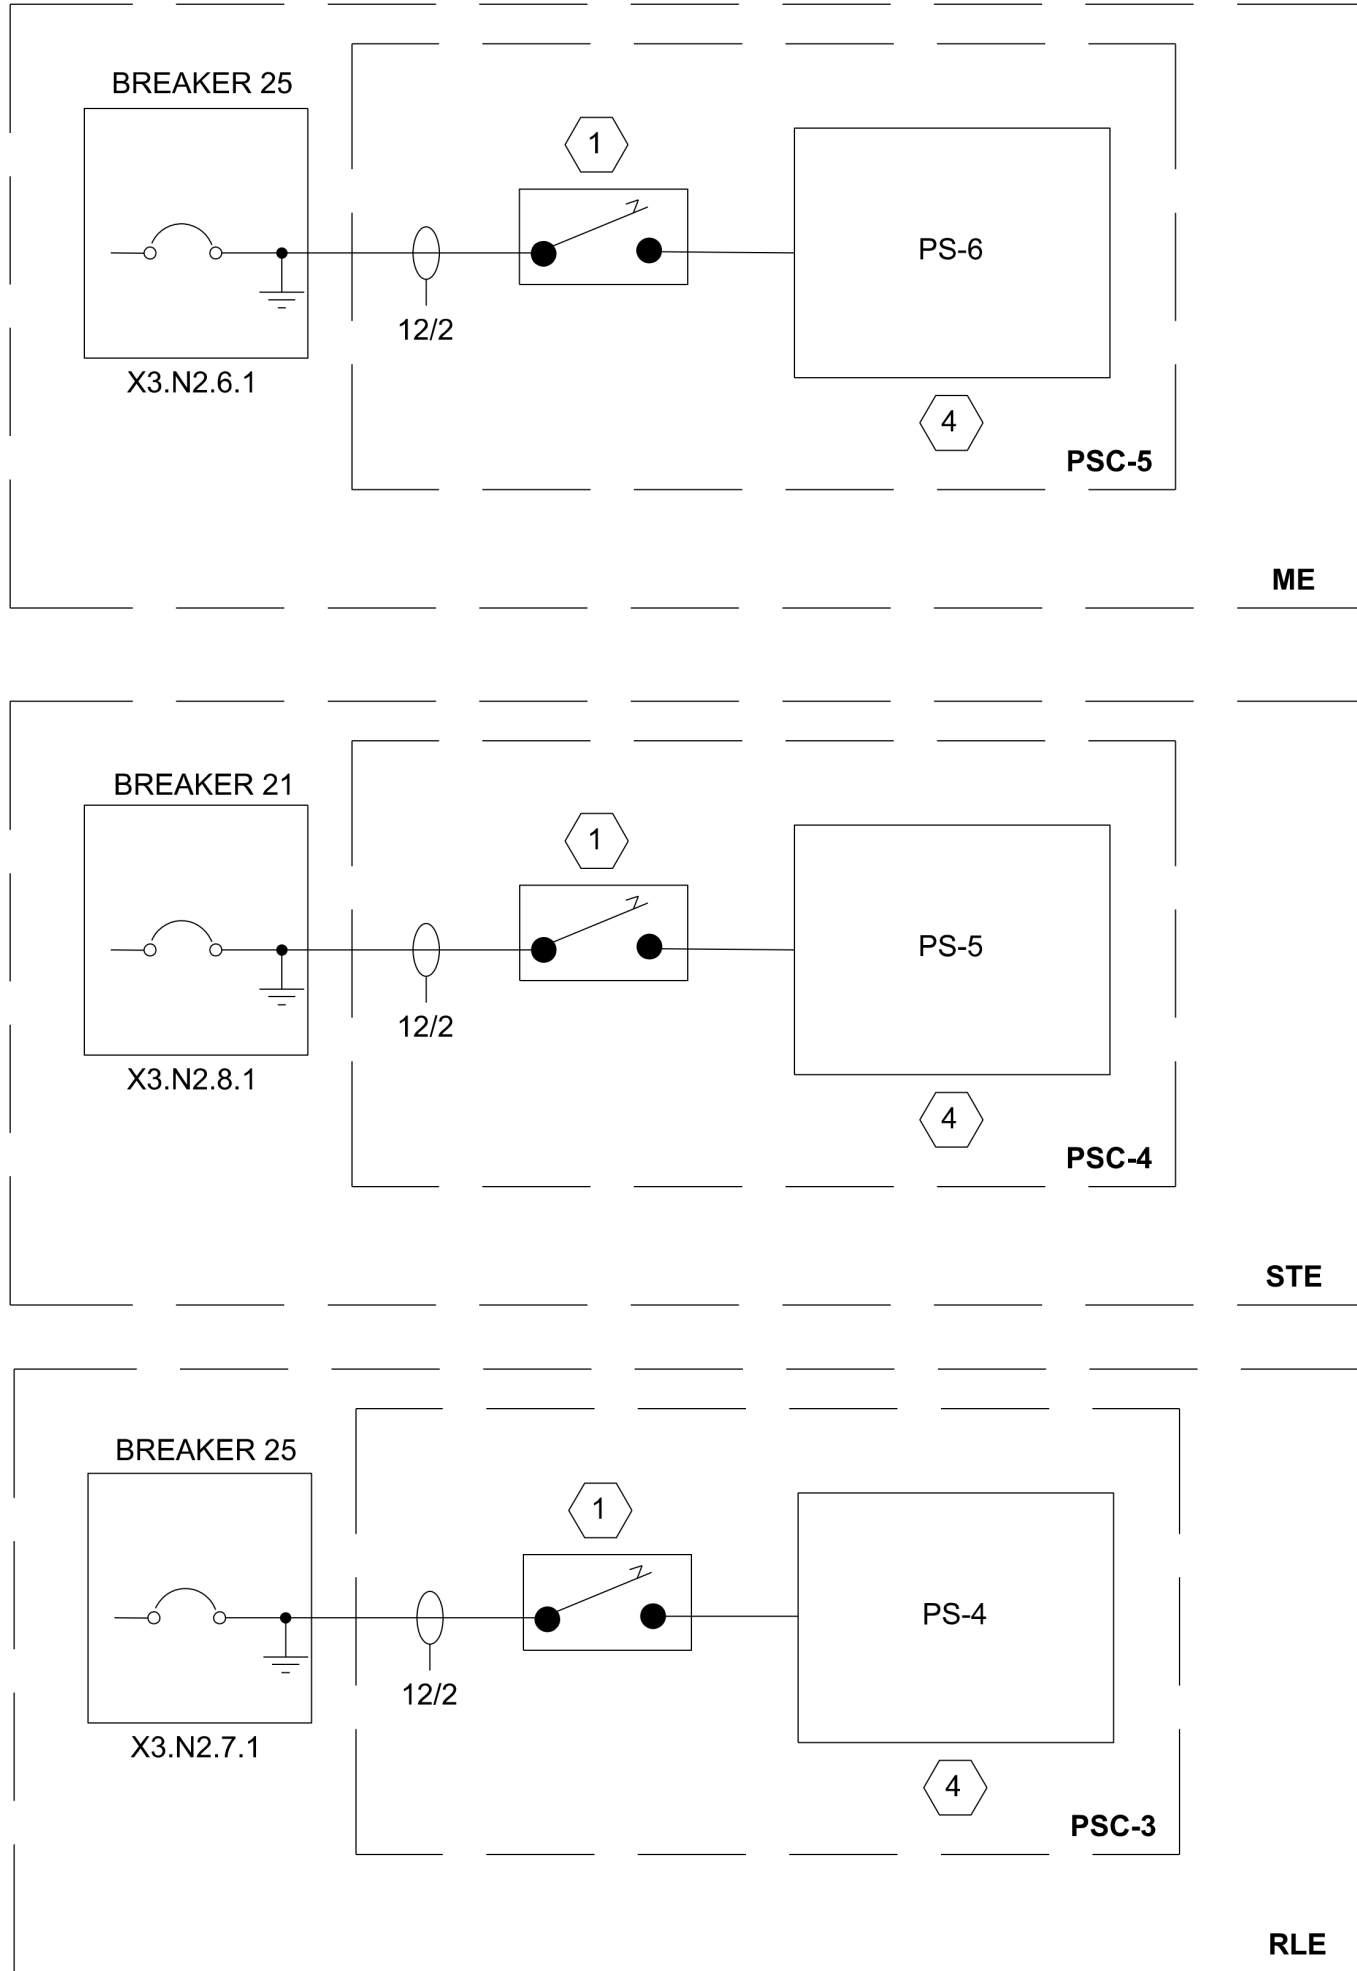 BREAKER 25
1
PS-6
12/2
X3.N2.6.1
4
PSC-5
ME
BREAKER 21
1
PS-5
12/2
X3.N2.8.1
4
PSC-4
STE
BREAKER 25
1
PS-4
12/2
X3.N2.7.1
4
PSC-3
RLE